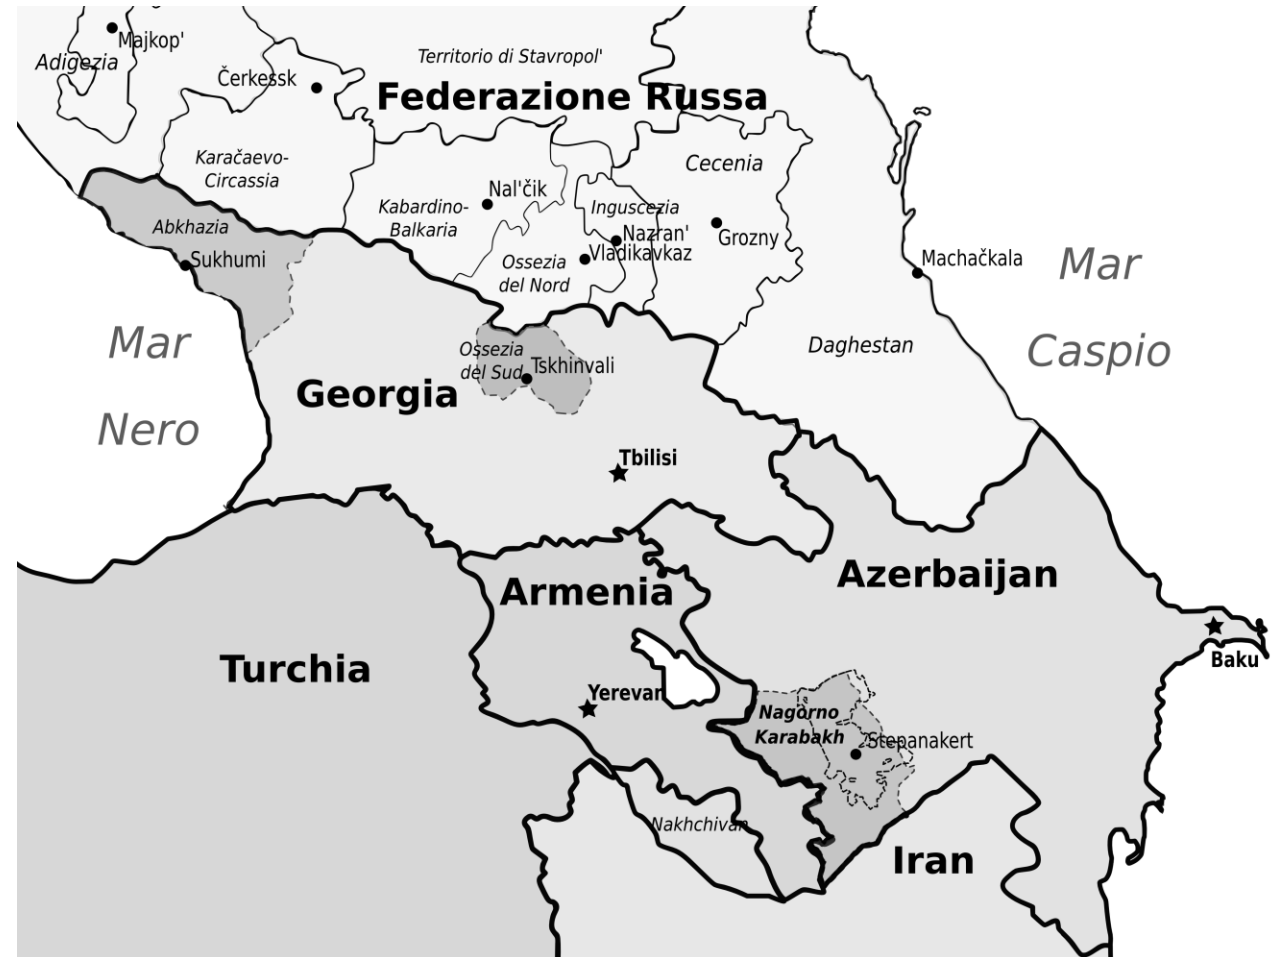 Majkop'
Adigezia
Čerkessk
Territorio di Stavropol'
Federazione Russa
Karačaevo-
Circassia
Cecenia
Nal'čik
Kabardino-
Balkaria
Inguscezia
Abkhazia
Nazran'
Grozny
Vladikavkaz
Sukhumi
Ossezia
del Nord
Machačkala
Mar
Caspio
Mar
Nero
Daghestan
Ossezia
del Sud
Tskhinvali
Georgia
Tbilisi
Azerbaijan
Armenia
Baku
Turchia
Yerevan
Nagorno
Karabakh
Stepanakert
Nakhchivan
Iran